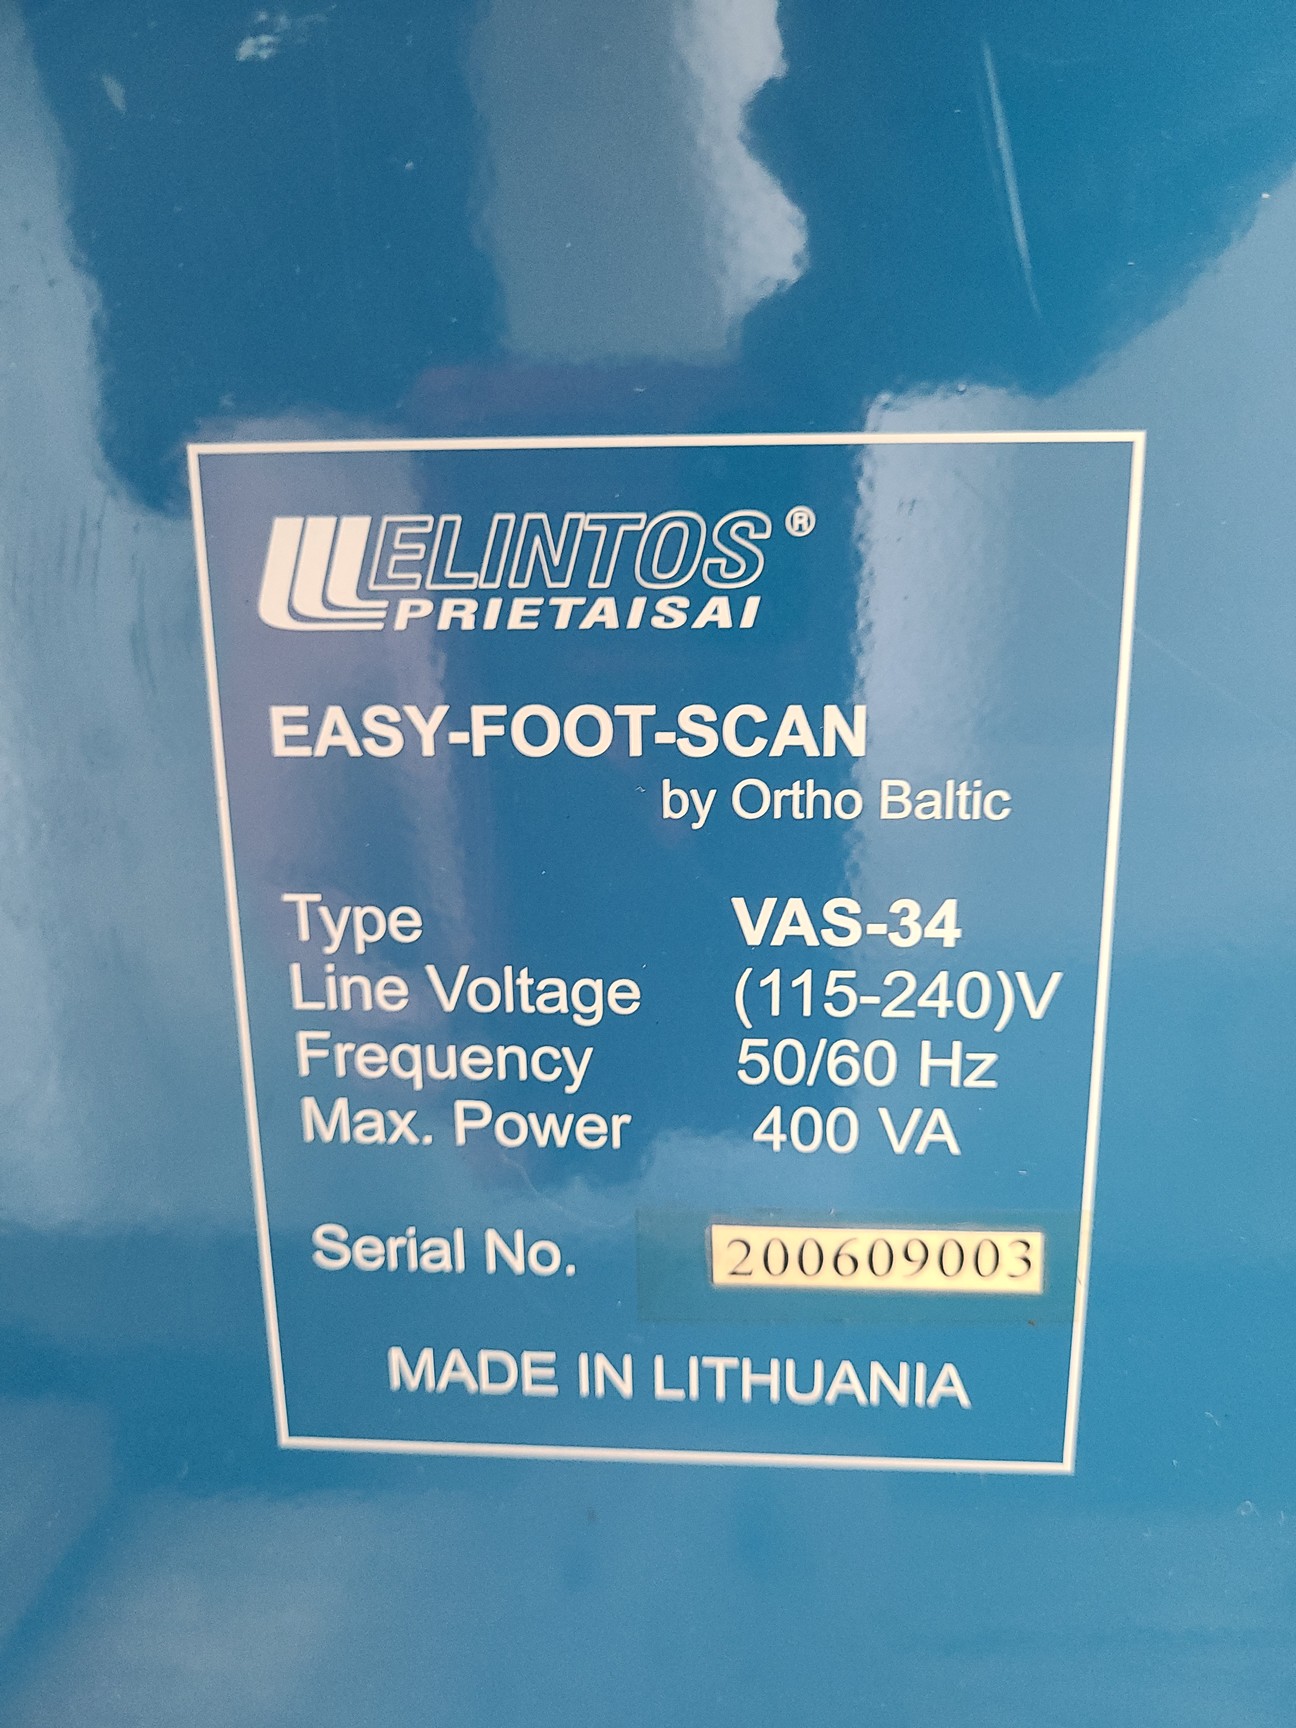 ELINTOS®
PRIETAISAI
EASY-FOOT-SCAN
by Ortho Baltic
Type VAS-34
Line Voltage (115-240)V
Frequency 50/60 Hz
Max. Power 400 VA
Serial No. 200609003
MADE IN LITHUANIA